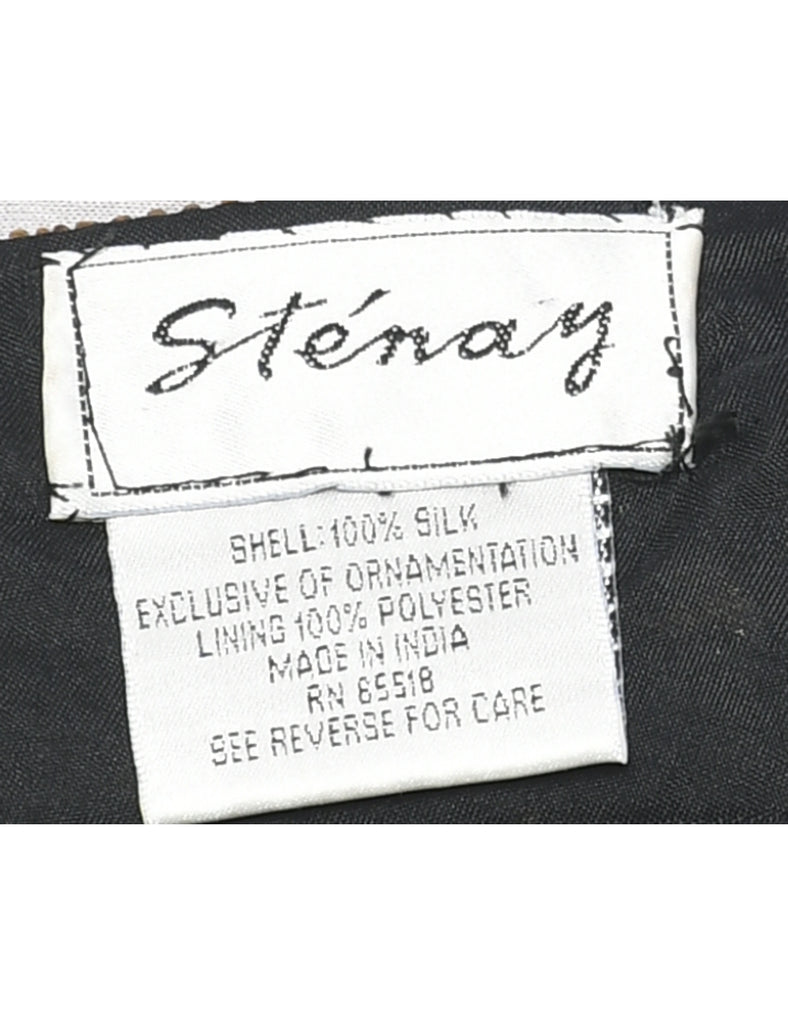 Sténay
SHELL:100% SILK
EXCLUSIVE OF ORNAMENTATION
LINING 100% POLYESTER
MADE IN INDIA
RN 65518
SEE REVERSE FOR CARE